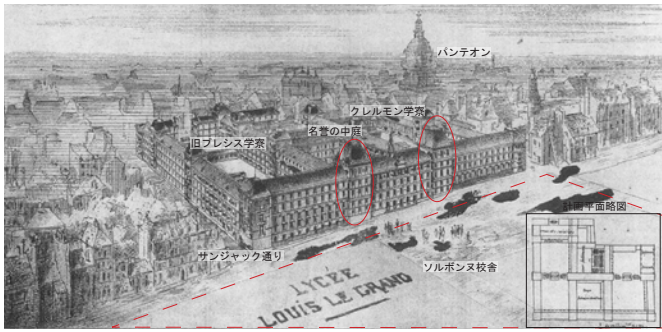 パンテオン
クレルモン学寮
名誉の中庭
旧プレシス学寮
計画平面略図
サンジャック通り
ソルボンヌ校舎
LYCÉE
LOUIS LE GRAND